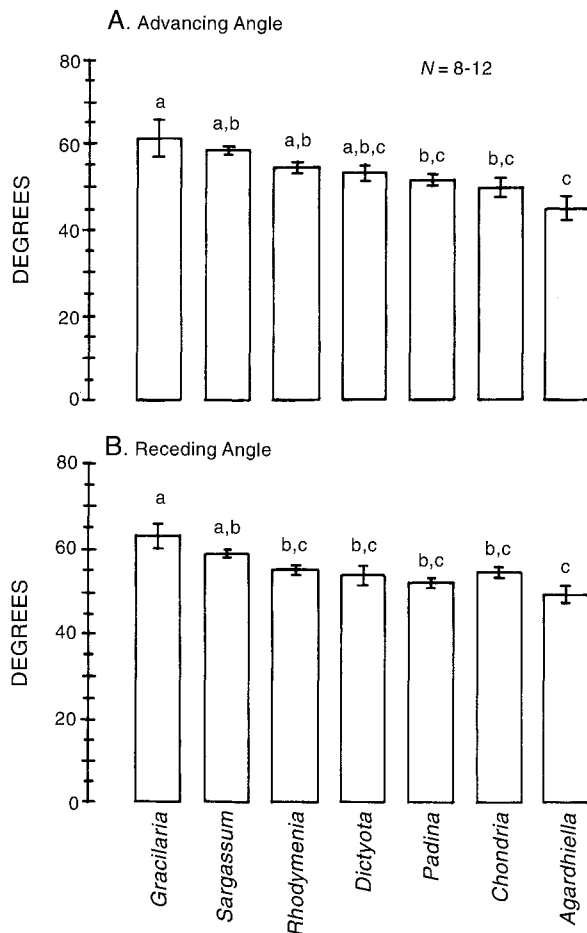 A. Advancing Angle
N = 8-12
80
60
40
20
0
DEGREES
a
a,b
a,b
a,b,c
b,c
b,c
c
B. Receding Angle
80
60
40
20
0
DEGREES
a
a,b
b,c
b,c
b,c
b,c
c
Gracilaria
Sargassum
Rhodymenia
Dictyota
Padina
Chondria
Agardhiella